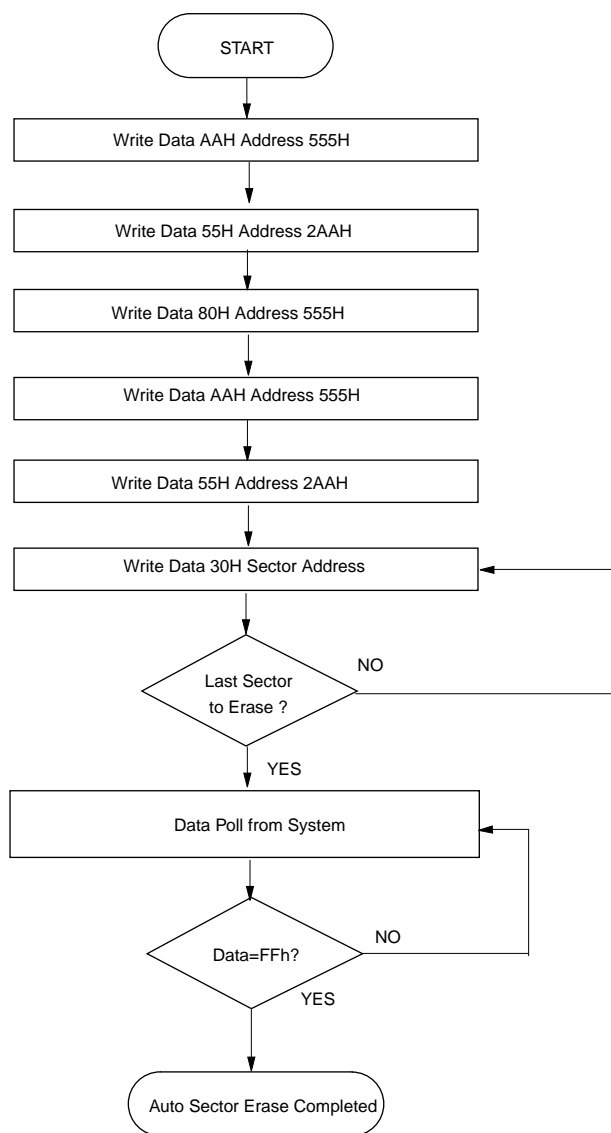 START
Write Data AAH Address 555H
Write Data 55H Address 2AAH
Write Data 80H Address 555H
Write Data AAH Address 555H
Write Data 55H Address 2AAH
Write Data 30H Sector Address
Last Sector
to Erase ?
NO
YES
Data Poll from System
Data=FFh?
NO
YES
Auto Sector Erase Completed